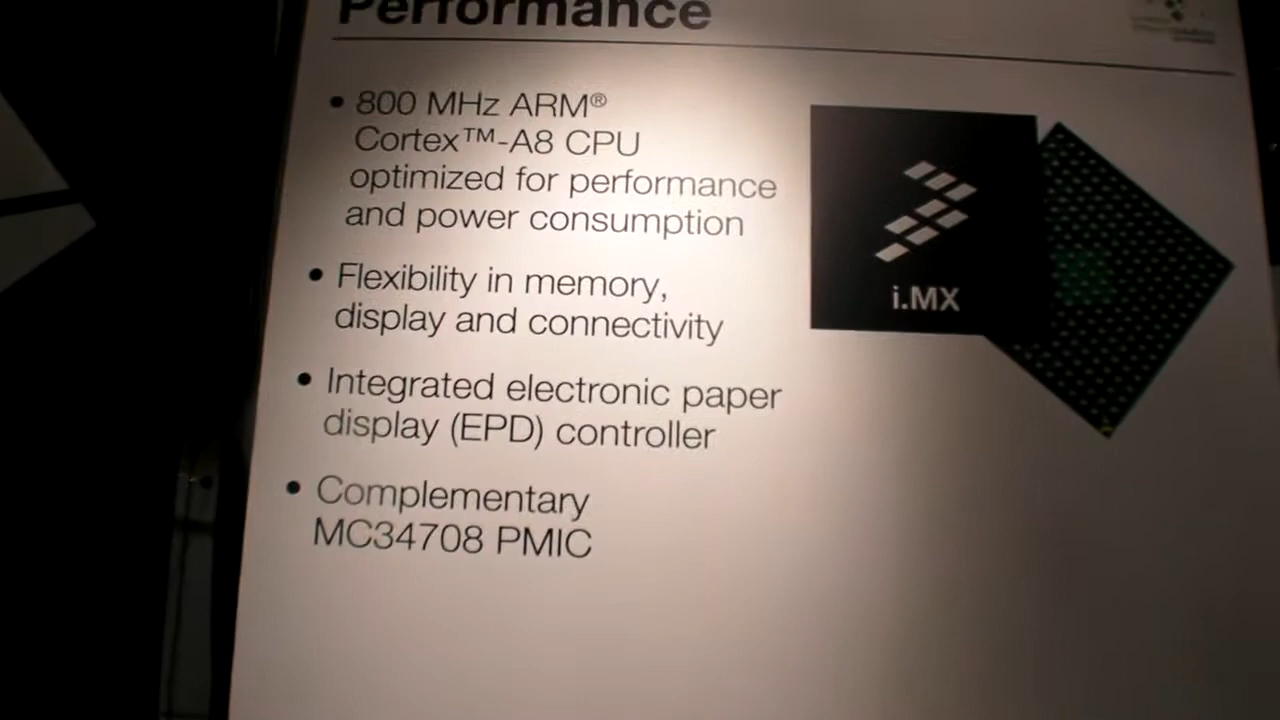 Performance
• 800 MHz ARM®
Cortex™-A8 CPU
optimized for performance
and power consumption
• Flexibility in memory,
display and connectivity
• Integrated electronic paper
display (EPD) controller
• Complementary
MC34708 PMIC
i.MX